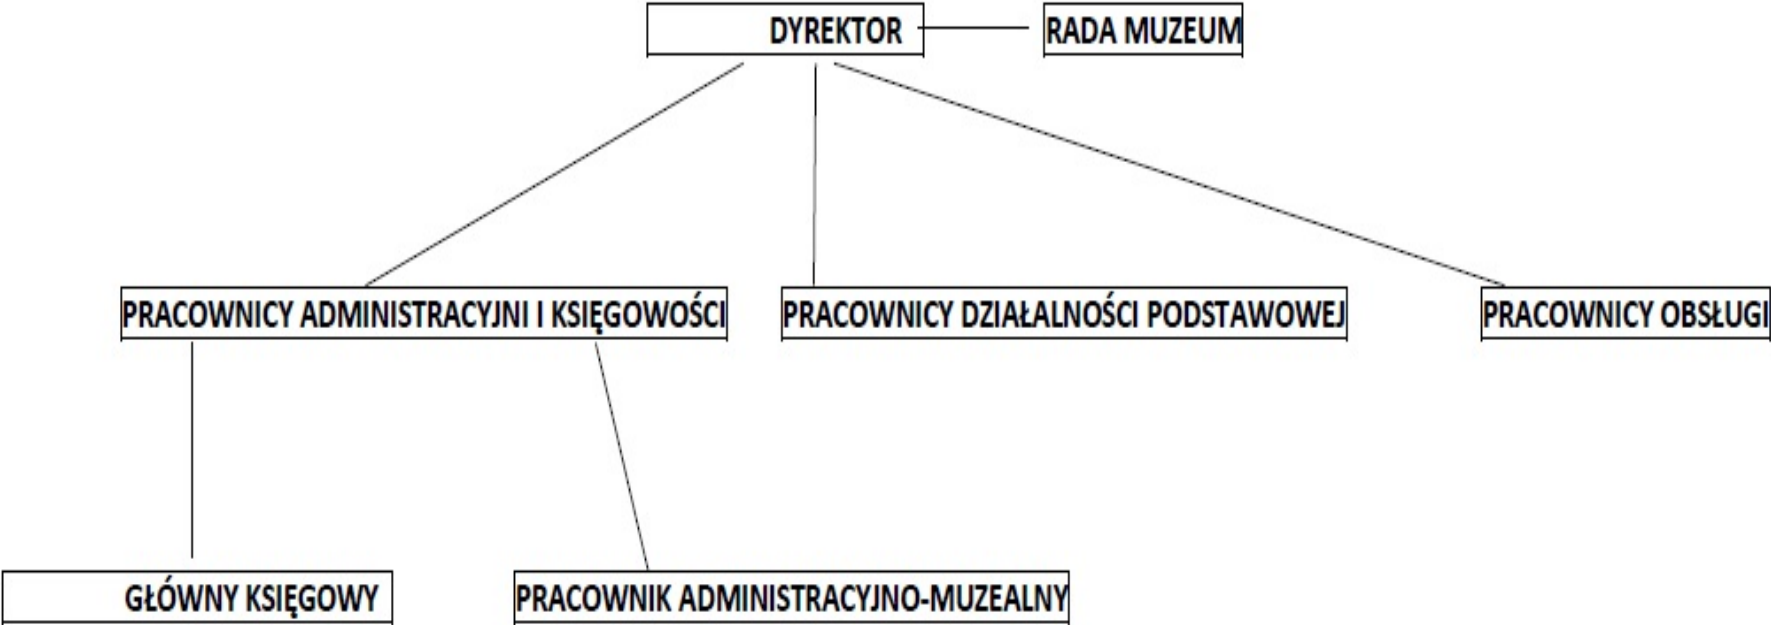 DYREKTOR
RADA MUZEUM
PRACOWNICY ADMINISTRACYJNI I KSIĘGOWOŚCI
PRACOWNICY DZIAŁALNOŚCI PODSTAWOWEJ
PRACOWNICY OBSŁUGI
GŁÓWNY KSIĘGOWY
PRACOWNIK ADMINISTRACYJNO-MUZEALNY